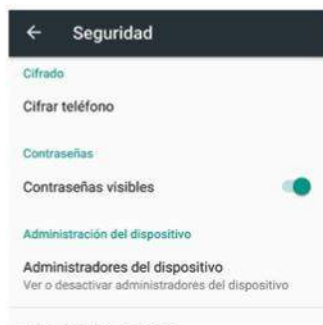 Seguridad
Cifrado
Cifrar teléfono
Contraseñas
Contraseñas visibles
Administración del dispositivo
Administradores del dispositivo
Ver o desactivar administradores del dispositivo